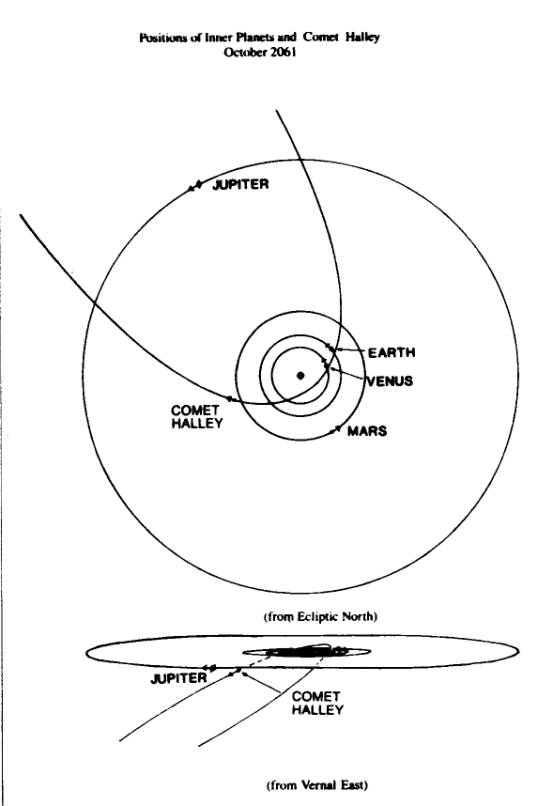 Positions of Inner Planets and Comet Halley
October 2061
JUPITER
EARTH
VENUS
COMET
HALLEY
MARS
(from Ecliptic North)
JUPITER
COMET
HALLEY
(from Vernal East)